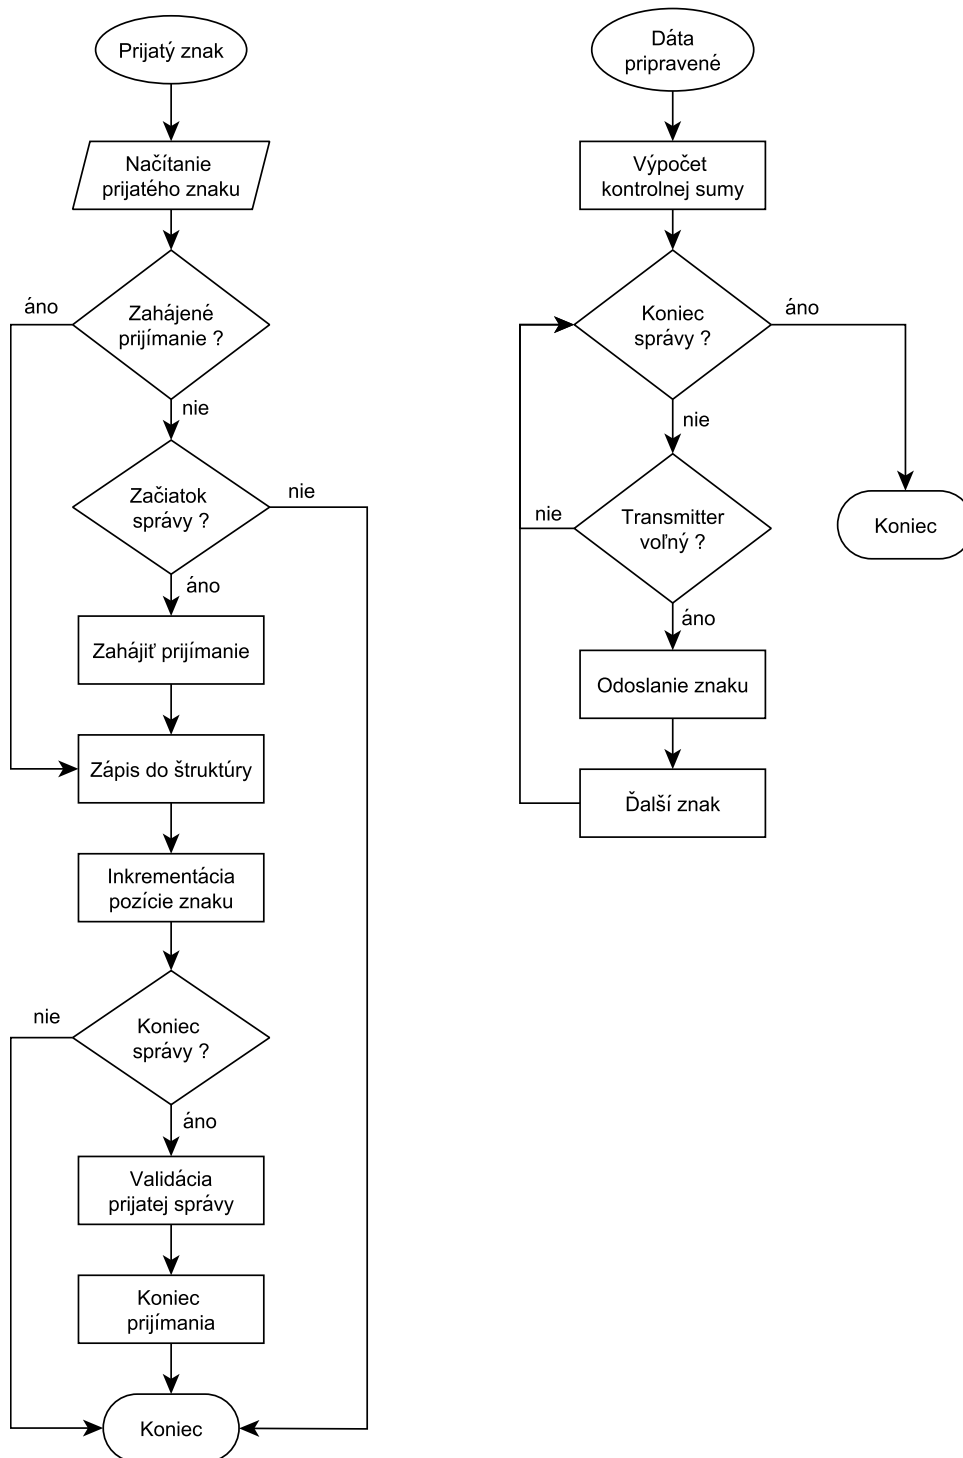 Prijatý znak
Načítanie
prijatého znaku
áno
Zahájené
prijímanie ?
nie
Začiatok
správy ?
nie
áno
Zahájiť prijímanie
Zápis do štruktúry
Inkrementácia
pozície znaku
nie
Koniec
správy ?
áno
Validácia
prijatej správy
Koniec
prijímania
Koniec
Dáta
pripravené
Výpočet
kontrolnej sumy
Koniec
správy ?
áno
nie
nie
Transmitter
voľný ?
Koniec
áno
Odoslanie znaku
Ďalší znak